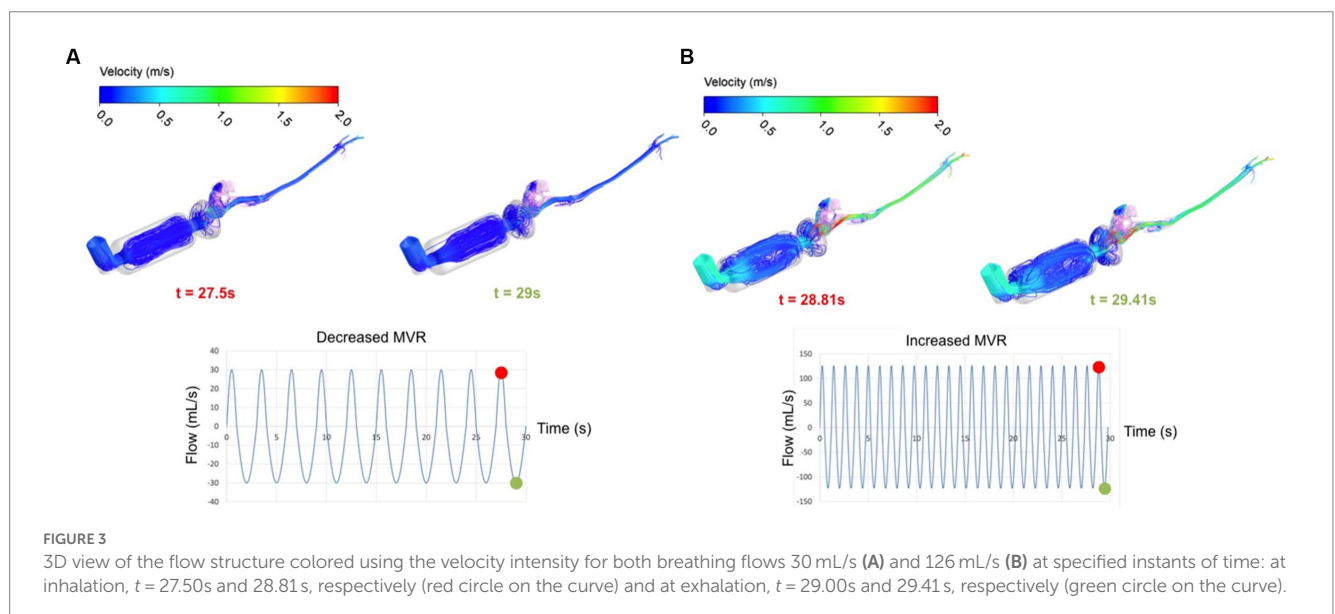 A
Velocity (m/s)
0.0 0.5 1.0 1.5 2.0
t = 27.5s
t = 29s
Decreased MVR
40
30
20
10
0
-10
-20
-30
-40
0 5 10 15 20 25 30
Flow (mL/s)
Time (s)
B
Velocity (m/s)
0.0 0.5 1.0 1.5 2.0
t = 28.81s
t = 29.41s
Increased MVR
150
100
50
0
-50
-100
-150
0 5 10 15 20 25 30
Flow (mL/s)
Time (s)
FIGURE 3
3D view of the flow structure colored using the velocity intensity for both breathing flows 30 mL/s (A) and 126 mL/s (B) at specified instants of time: at
inhalation, t = 27.50s and 28.81s, respectively (red circle on the curve) and at exhalation, t = 29.00s and 29.41s, respectively (green circle on the curve).